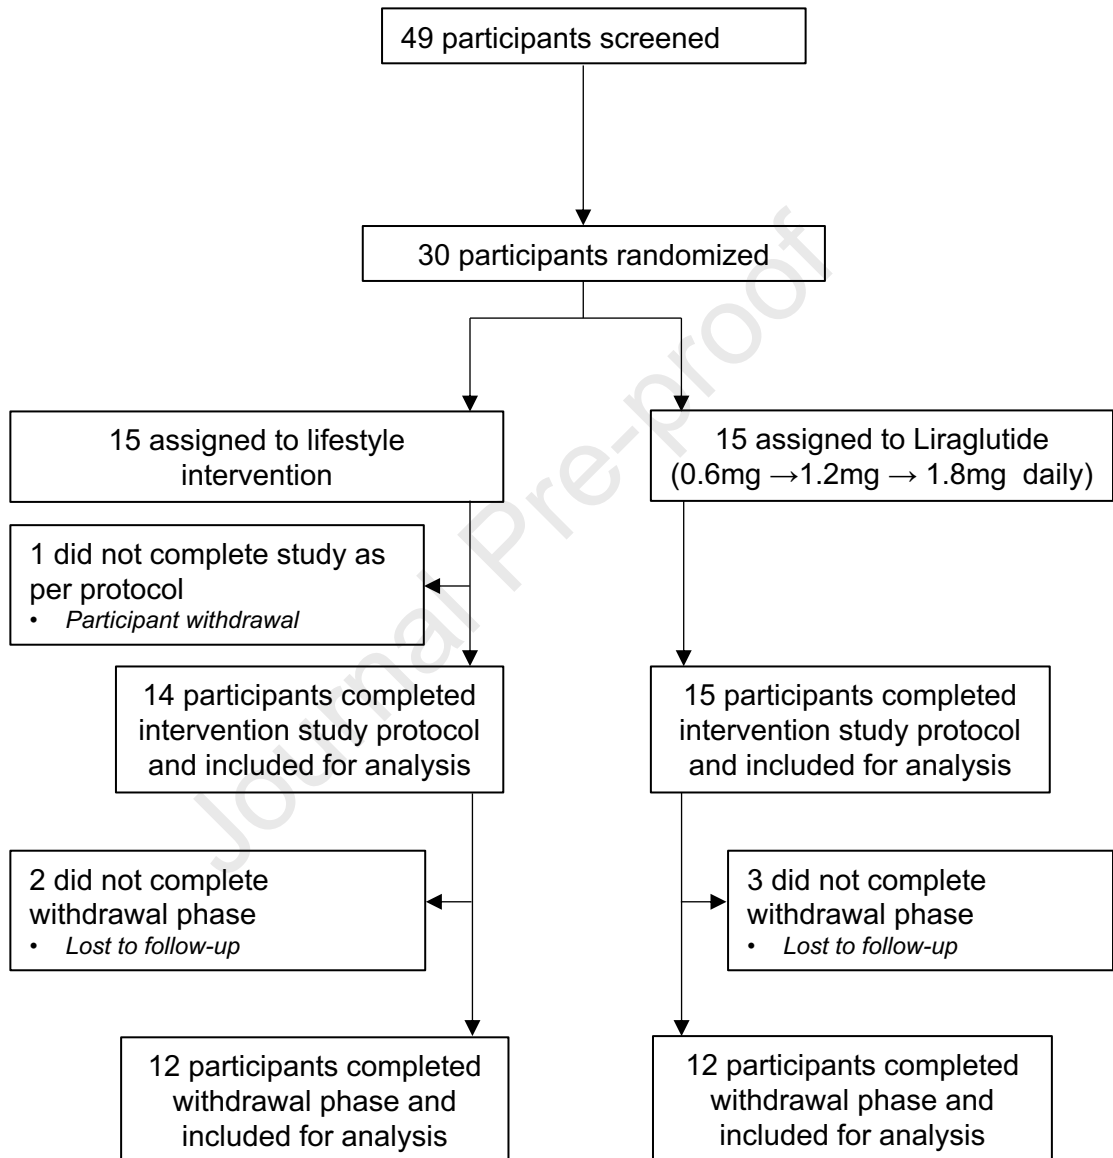 49 participants screened
30 participants randomized
15 assigned to lifestyle
intervention
15 assigned to Liraglutide
(0.6mg →1.2mg → 1.8mg daily)
1 did not complete study as
per protocol
• Participant withdrawal
14 participants completed
intervention study protocol
and included for analysis
15 participants completed
intervention study protocol
and included for analysis
2 did not complete
withdrawal phase
• Lost to follow-up
3 did not complete
withdrawal phase
• Lost to follow-up
12 participants completed
withdrawal phase and
included for analysis
12 participants completed
withdrawal phase and
included for analysis
Journal Pre-proof